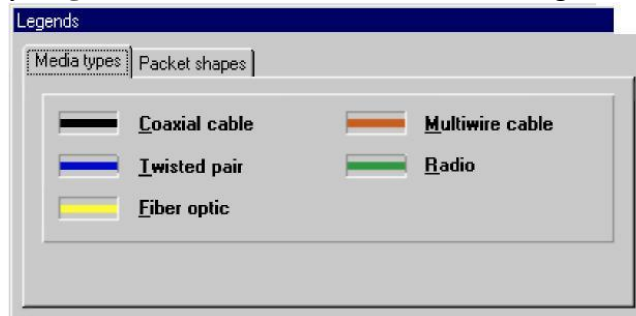 Legends
Media types Packet shapes
Coaxial cable Multiwire cable
Twisted pair Radio
Fiber optic